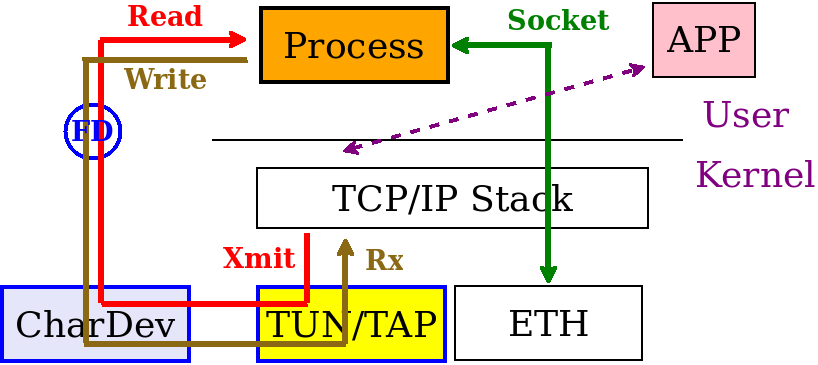 Read
Socket
APP
Process
Write
User
FD
Kernel
TCP/IP Stack
Xmit
Rx
CharDev
TUN/TAP
ETH